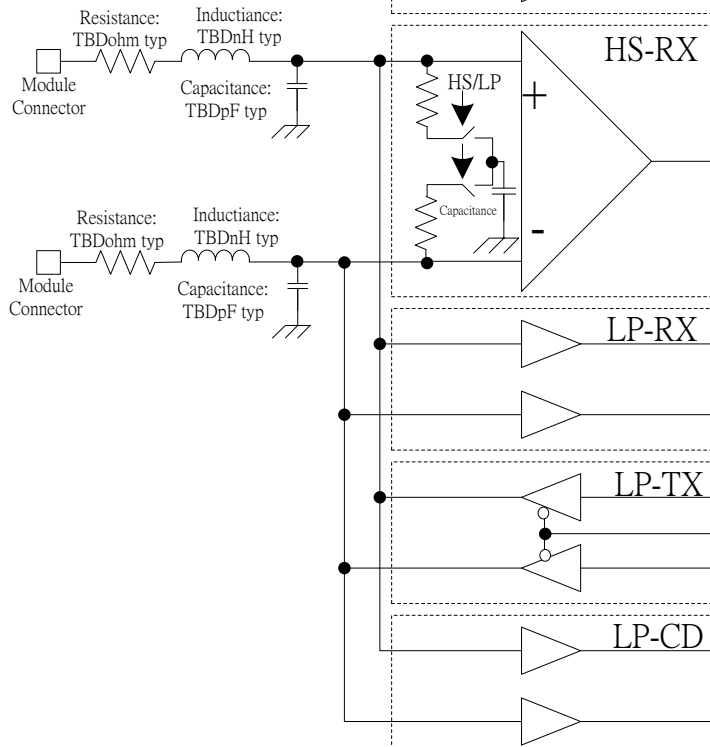 Resistance:
TBDohm typ
Inductiance:
TBDnH typ
HS-RX
Module
Connector
Capacitance:
TBDpF typ
HS/LP
+
Capacitance
-
Resistance:
TBDohm typ
Inductiance:
TBDnH typ
Module
Connector
Capacitance:
TBDpF typ
LP-RX
LP-TX
LP-CD